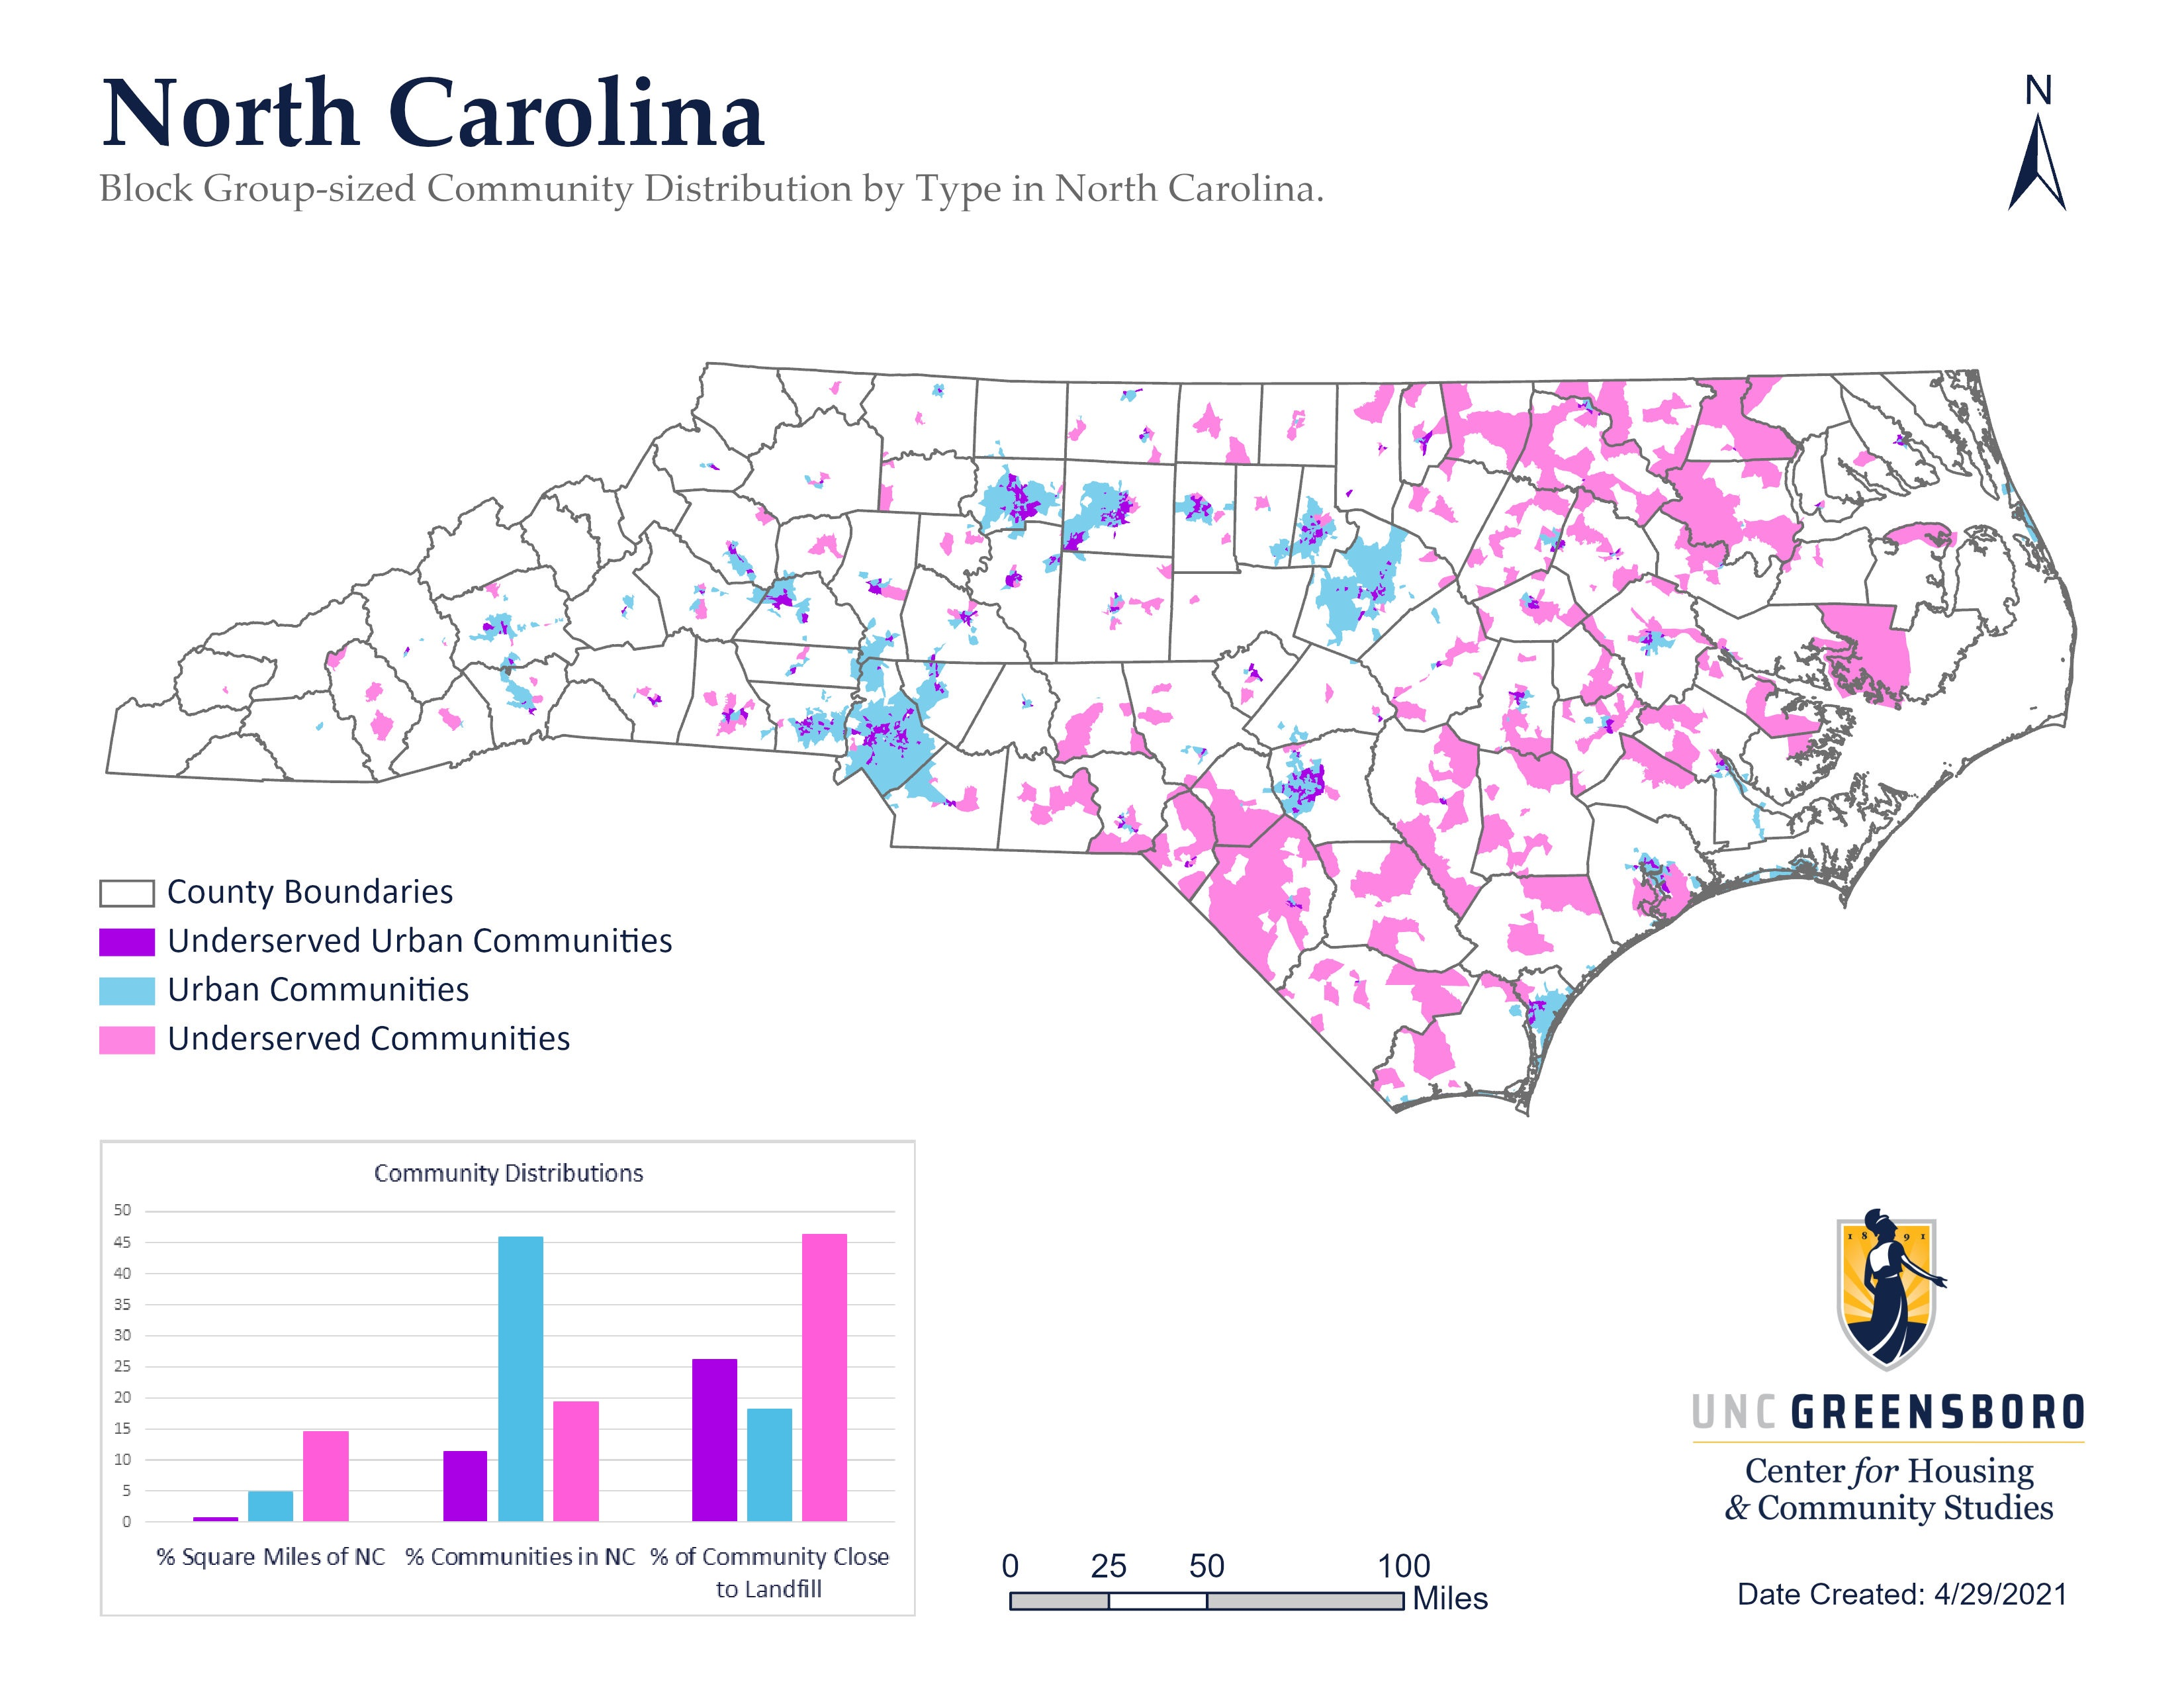 North Carolina
Block Group-sized Community Distribution by Type in North Carolina.
N
County Boundaries
Underserved Urban Communities
Urban Communities
Underserved Communities
Community Distributions
50
45
40
35
30
25
20
15
10
5
0
% Square Miles of NC
% Communities in NC
% of Community Close
to Landfill
0 25 50 100
Miles
1891
UNC GREENSBORO
Center for Housing
& Community Studies
Date Created: 4/29/2021